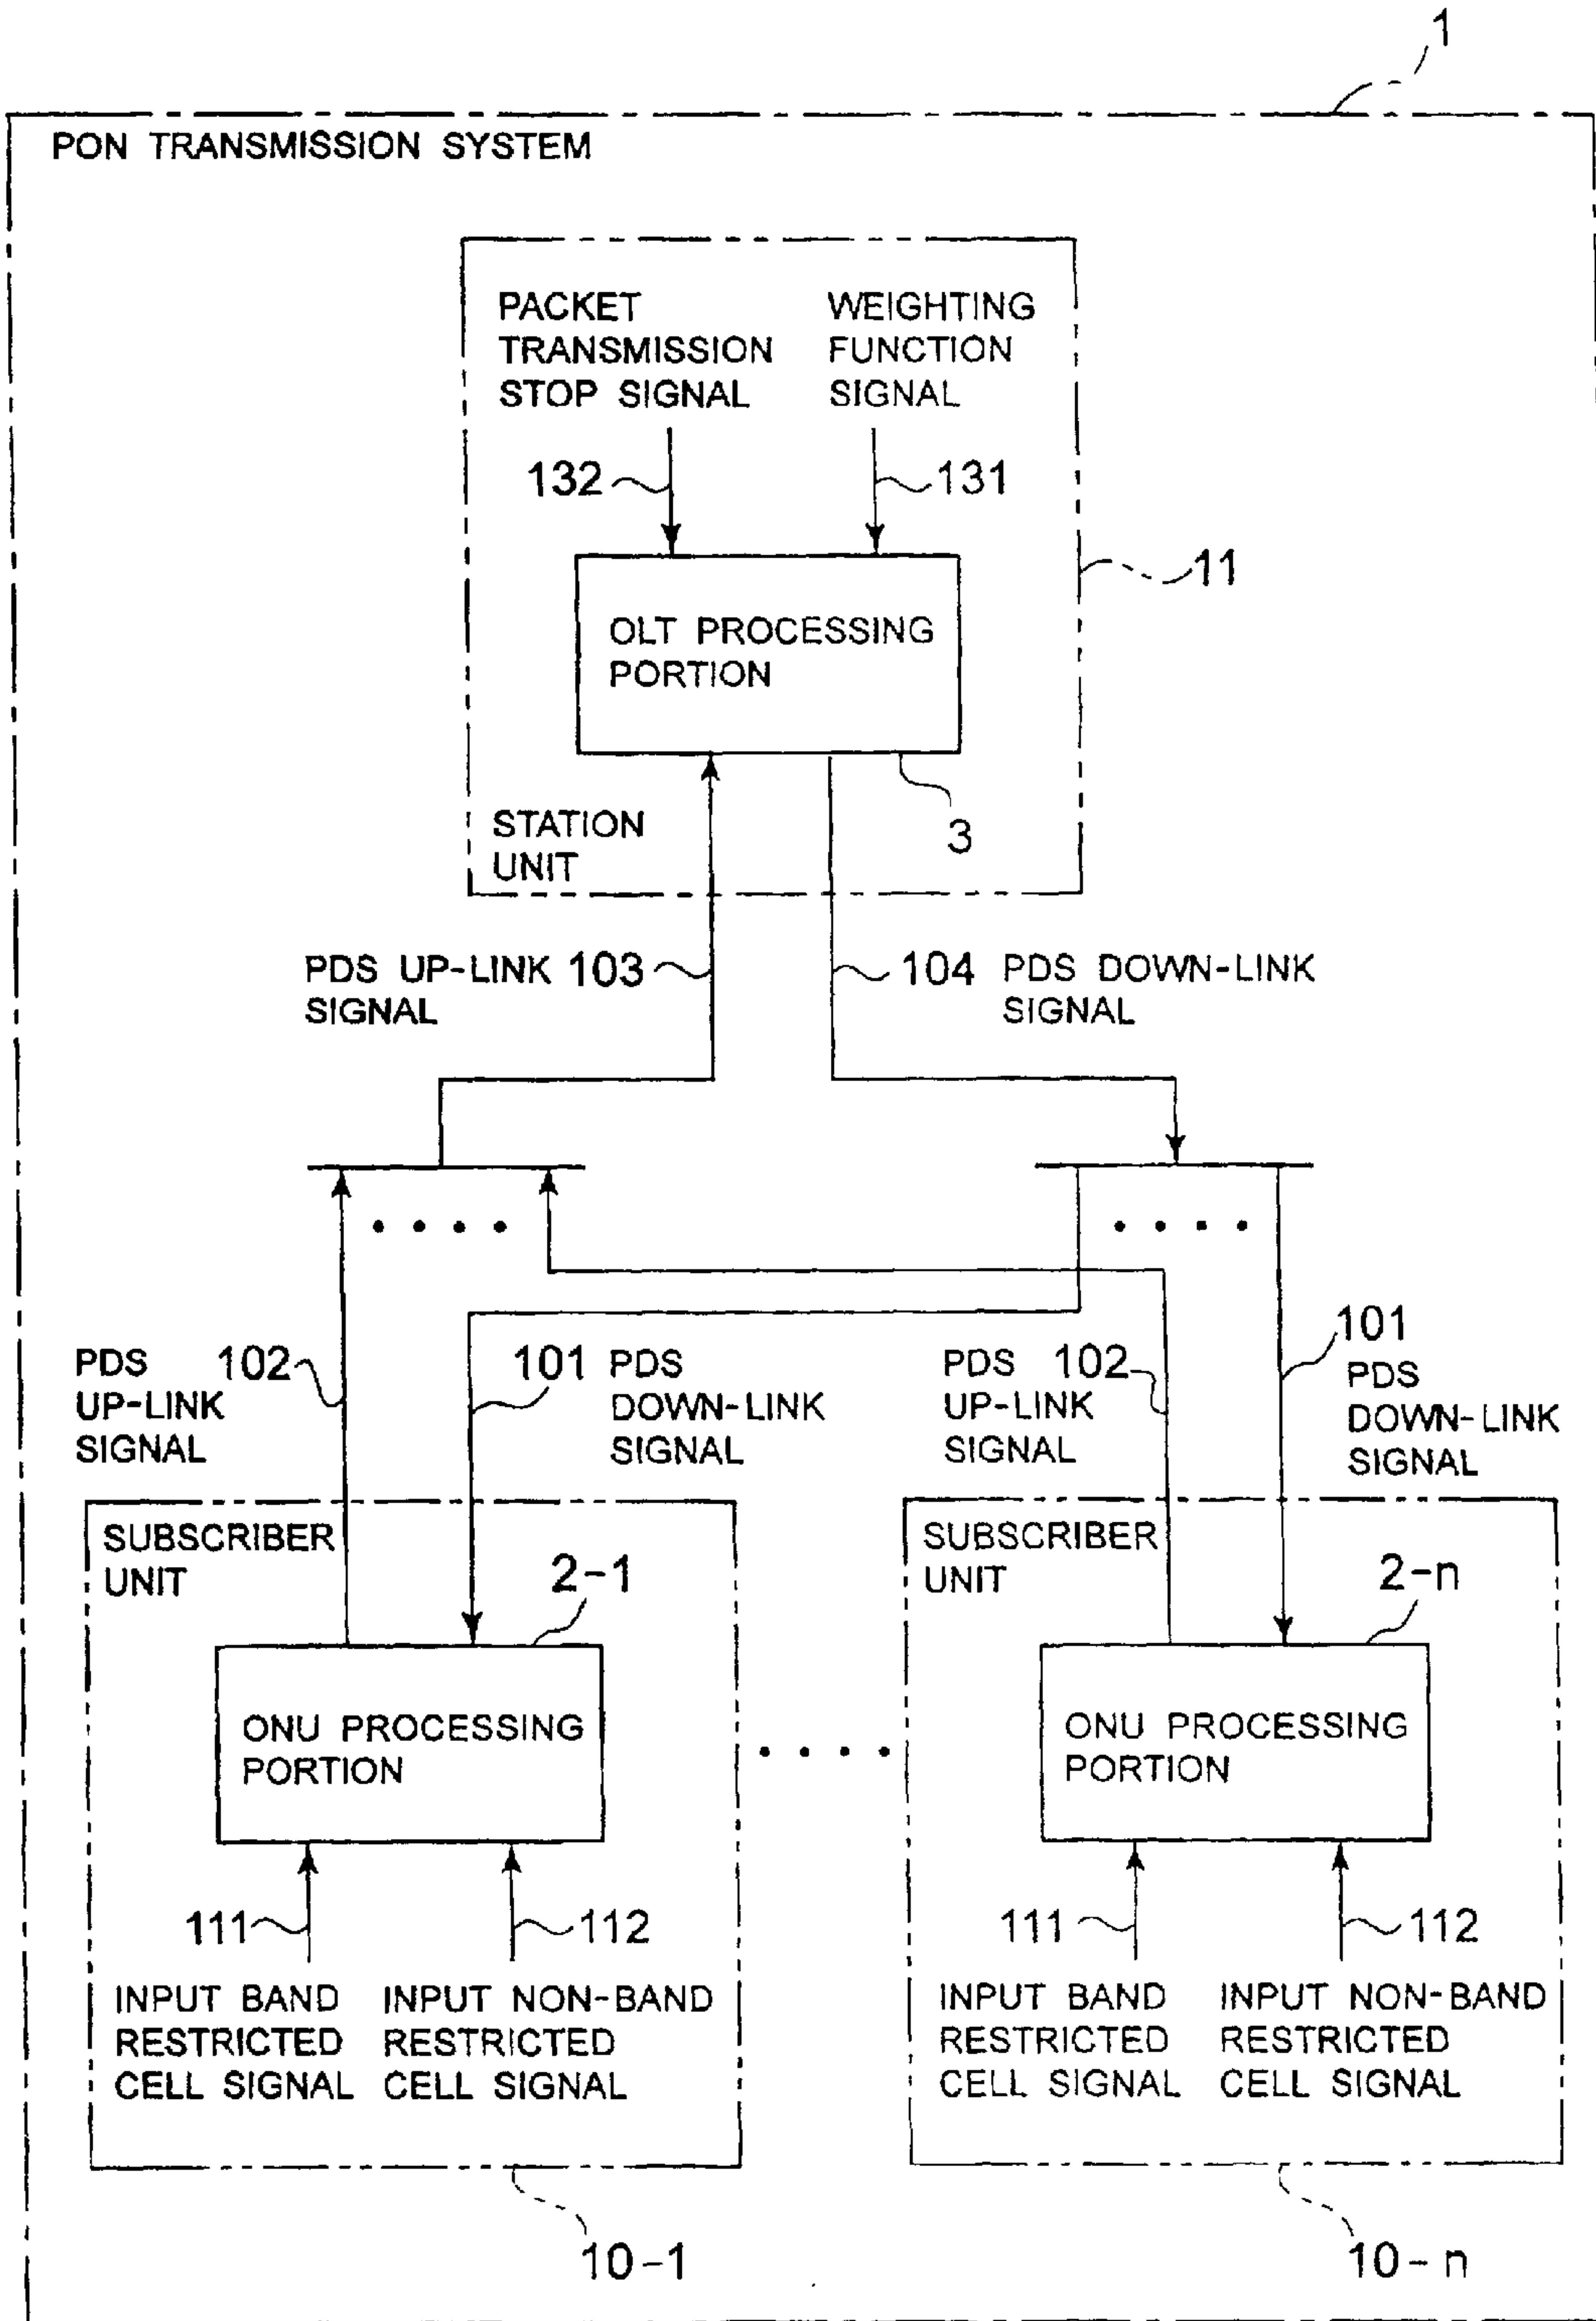 1
PON TRANSMISSION SYSTEM
PACKET
TRANSMISSION
STOP SIGNAL
WEIGHTING
FUNCTION
SIGNAL
132
131
11
OLT PROCESSING
PORTION
3
STATION
UNIT
PDS UP-LINK
SIGNAL
103
104
PDS DOWN-LINK
SIGNAL
PDS
UP-LINK
SIGNAL
102
101
PDS
DOWN-LINK
SIGNAL
PDS
UP-LINK
SIGNAL
102
101
PDS
DOWN-LINK
SIGNAL
SUBSCRIBER
UNIT
2-1
ONU PROCESSING
PORTION
111
112
INPUT BAND
RESTRICTED
CELL SIGNAL
INPUT NON-BAND
RESTRICTED
CELL SIGNAL
10-1
SUBSCRIBER
UNIT
2-n
ONU PROCESSING
PORTION
111
112
INPUT BAND
RESTRICTED
CELL SIGNAL
INPUT NON-BAND
RESTRICTED
CELL SIGNAL
10-n